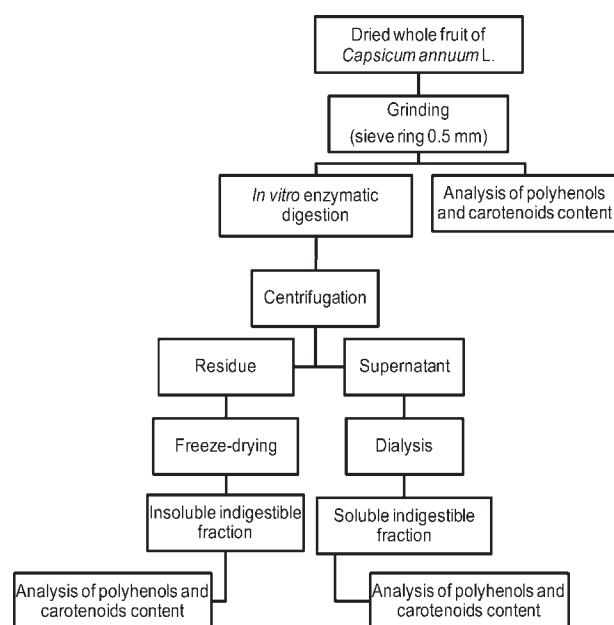 Dried whole fruit of
Capsicum annuum L.
Grinding
(sieve ring 0.5 mm)
In vitro enzymatic
digestion
Analysis of polyhenols
and carotenoids content
Centrifugation
Residue
Supernatant
Freeze-drying
Dialysis
Insoluble indigestible
fraction
Soluble indigestible
fraction
Analysis of polyhenols and
carotenoids content
Analysis of polyhenols and
carotenoids content